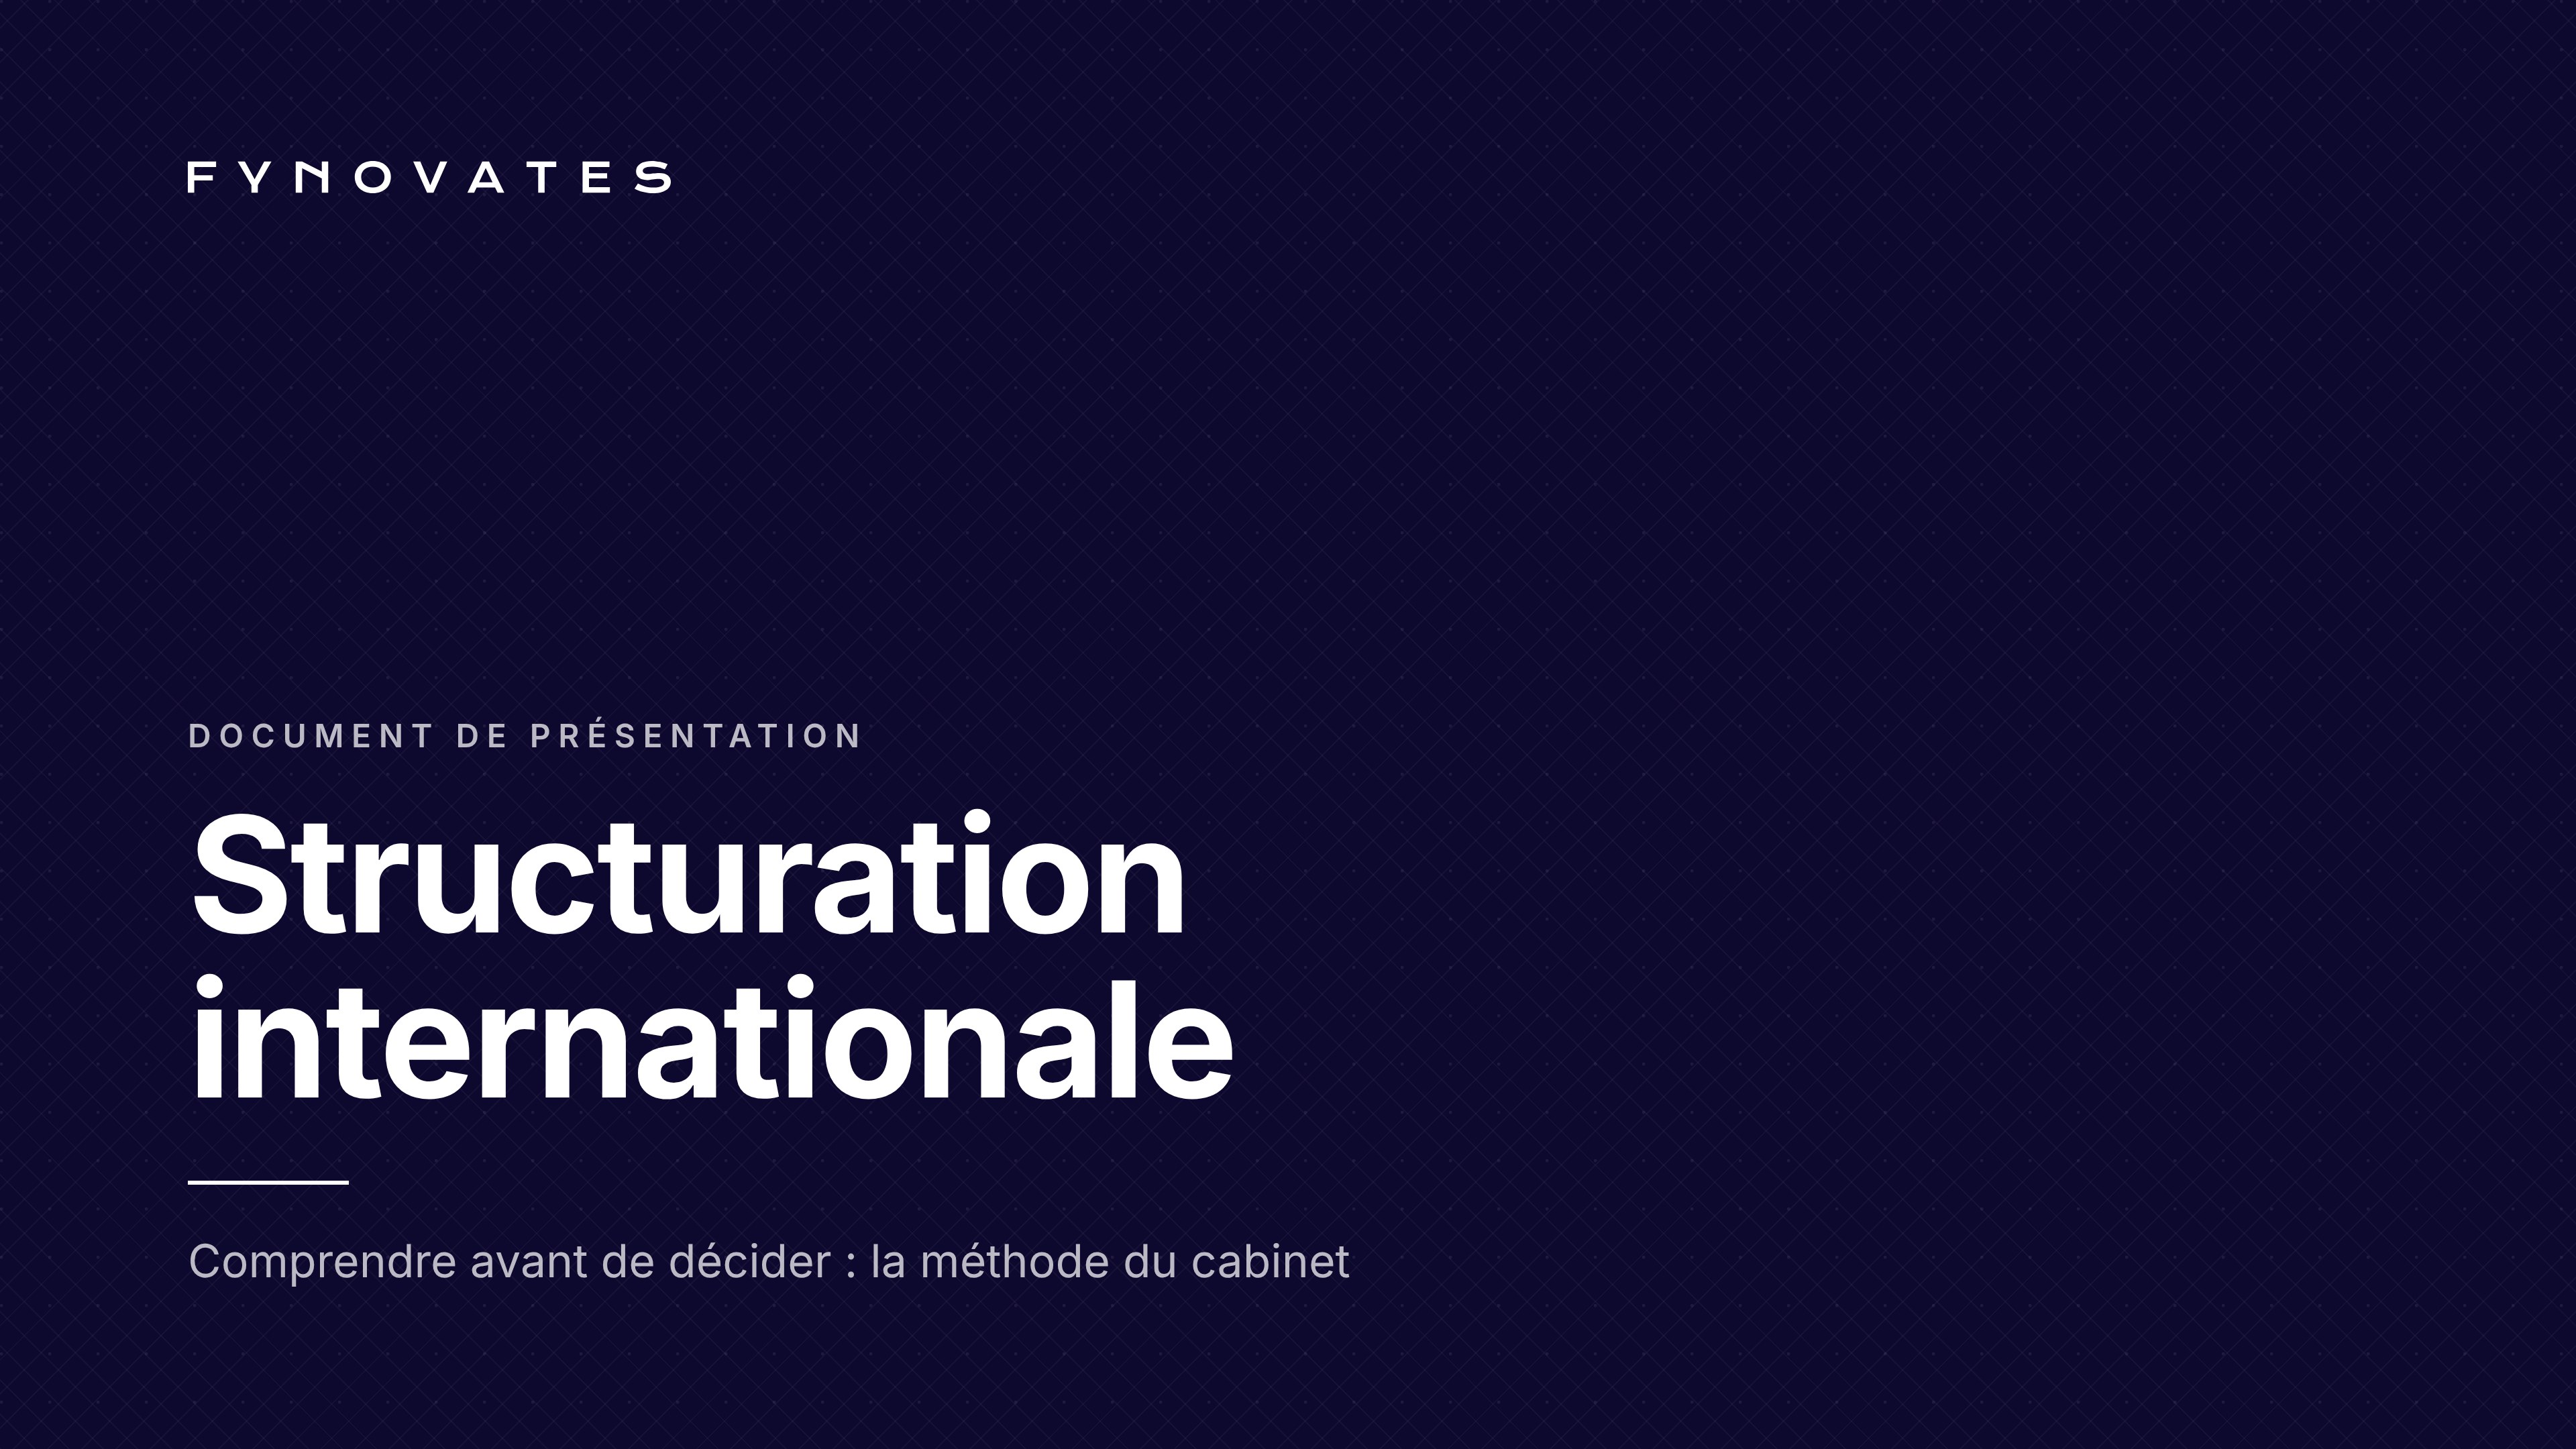 FYNOVATES
DOCUMENT DE PRÉSENTATION
Structuration
internationale
Comprendre avant de décider : la méthode du cabinet